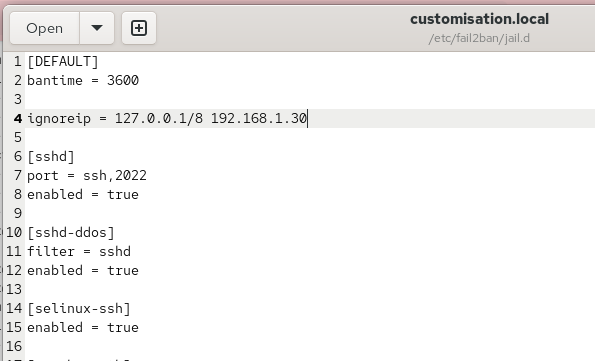 Open
customisation.local
/etc/fail2ban/jail.d
1 [DEFAULT]
2 bantime = 3600
3
4 ignoreip = 127.0.0.1/8 192.168.1.30
5
6 [sshd]
7 port = ssh,2022
8 enabled = true
9
10 [sshd-ddos]
11 filter = sshd
12 enabled = true
13
14 [selinux-ssh]
15 enabled = true
16